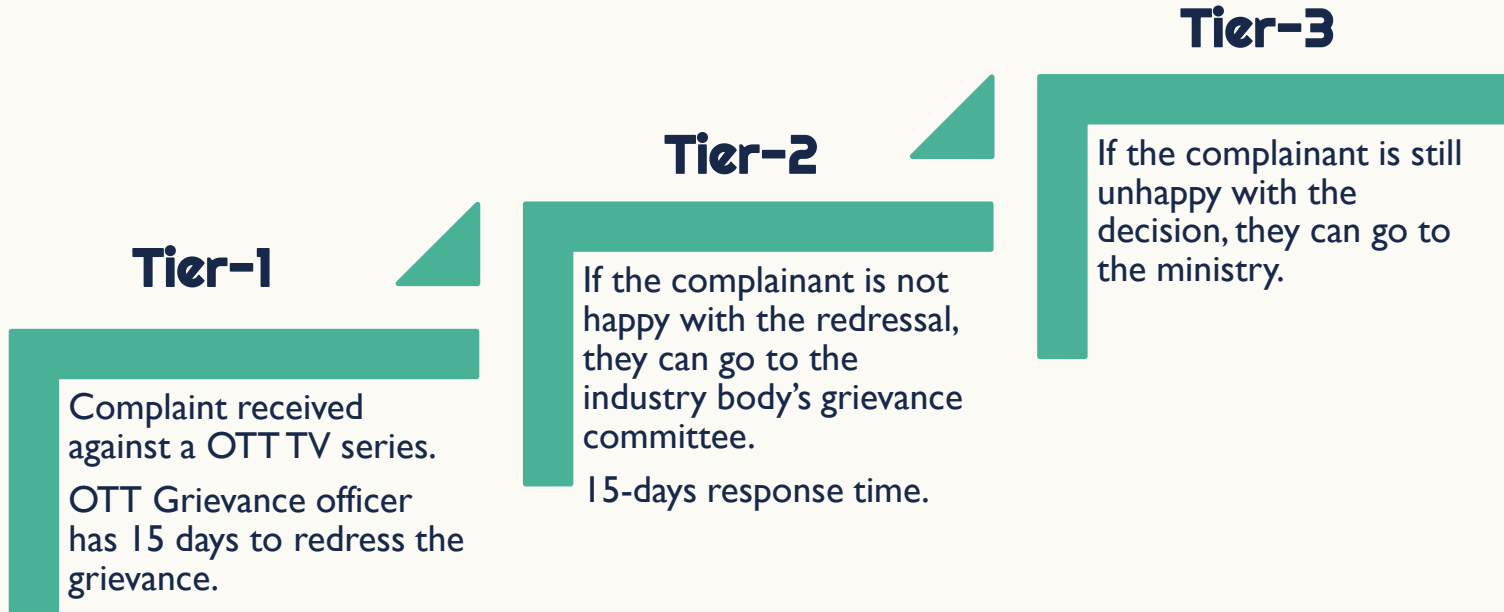 Tier-1
Complaint received
against a OTT TV series.
OTT Grievance officer
has 15 days to redress the
grievance.
Tier-2
If the complainant is not
happy with the redressal,
they can go to the
industry body’s grievance
committee.
15-days response time.
Tier-3
If the complainant is still
unhappy with the
decision, they can go to
the ministry.